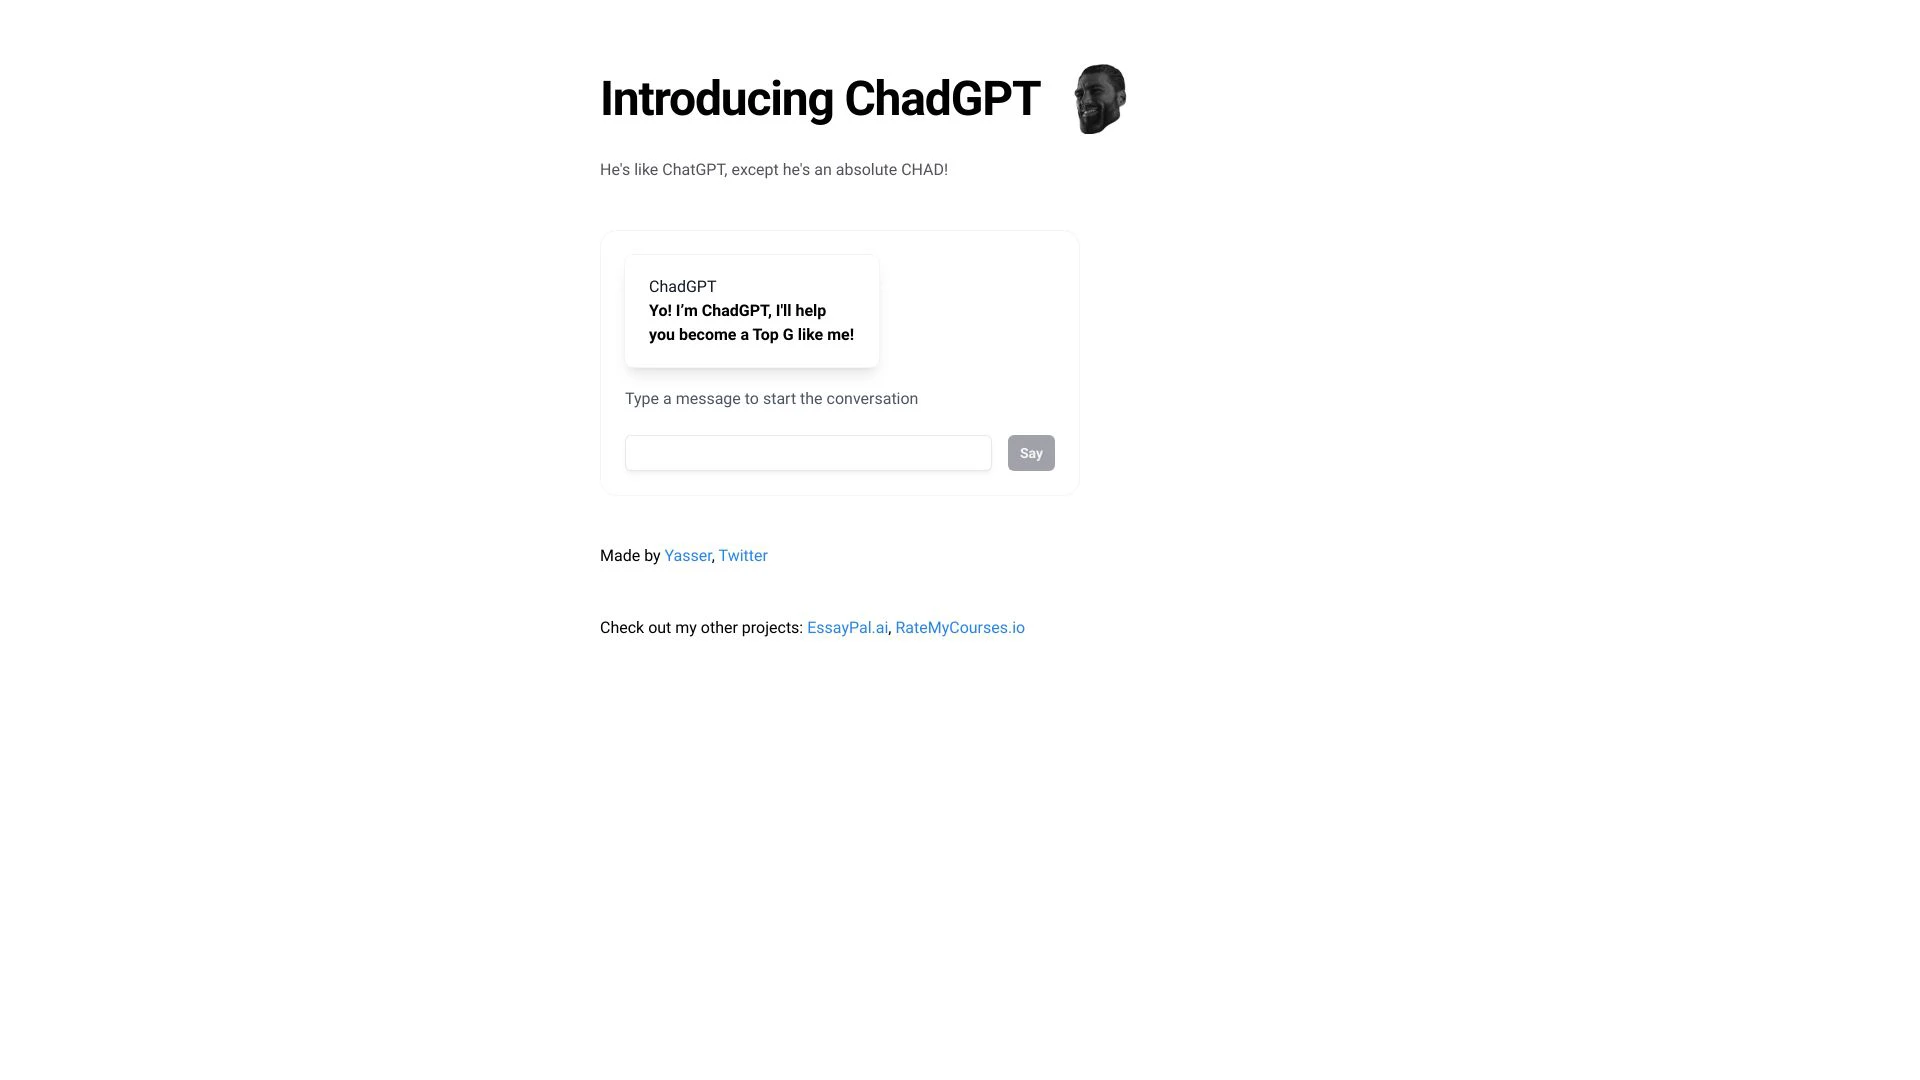 Introducing ChadGPT
He's like ChatGPT, except he's an absolute CHAD!
ChadGPT
Yo! I’m ChadGPT, I'll help
you become a Top G like me!
Type a message to start the conversation
Say
Made by Yasser, Twitter
Check out my other projects: EssayPal.ai, RateMyCourses.io